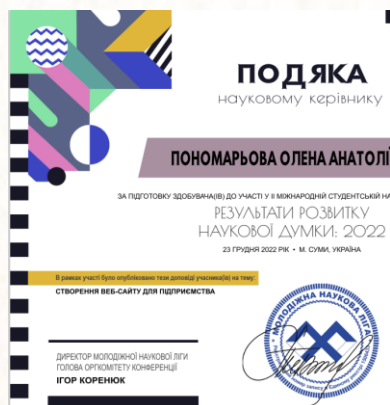 ПОДЯКА
науковому керівнику
ПОНОМАРЬОВА ОЛЕНА
ЗА ПІДГОТОВКУ ЗДОБУВАЧА(ІВ) ДО УЧАСТІ У ІІ МІЖНАРОДНІЙ СТУДЕНТСЬКІЙ
РЕЗУЛЬТАТИ РОЗВИТКУ
НАУКОВОЇ ДУМКИ: 2022
23 ГРУДНЯ 2022 РІК • М. СУМИ, УКРАЇНА
В рамках участі було опубліковано тези доповіді учасника(ів) на тему:
СТВОРЕННЯ ВЕБ-САЙТУ ДЛЯ ПІДПРИЄМСТВА
МОЛОДІЖНА НАУКОВА ЛІГА
ДИРЕКТОР МОЛОДІЖНОЇ НАУКОВОЇ ЛІГИ
ГОЛОВА ОРГКОМІТЕТУ КОНФЕРЕНЦІЇ
ІГОР КОРЕНЮК